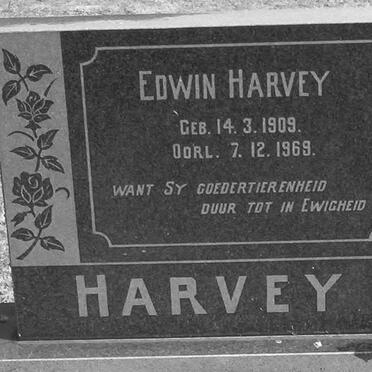 EDWIN HARVEY
GEB. 14. 3. 1909.
OORL. 7. 12. 1969.
WANT SY GOEDERTIERENHEID
DUUR TOT IN EWIGHEID
HARVEY